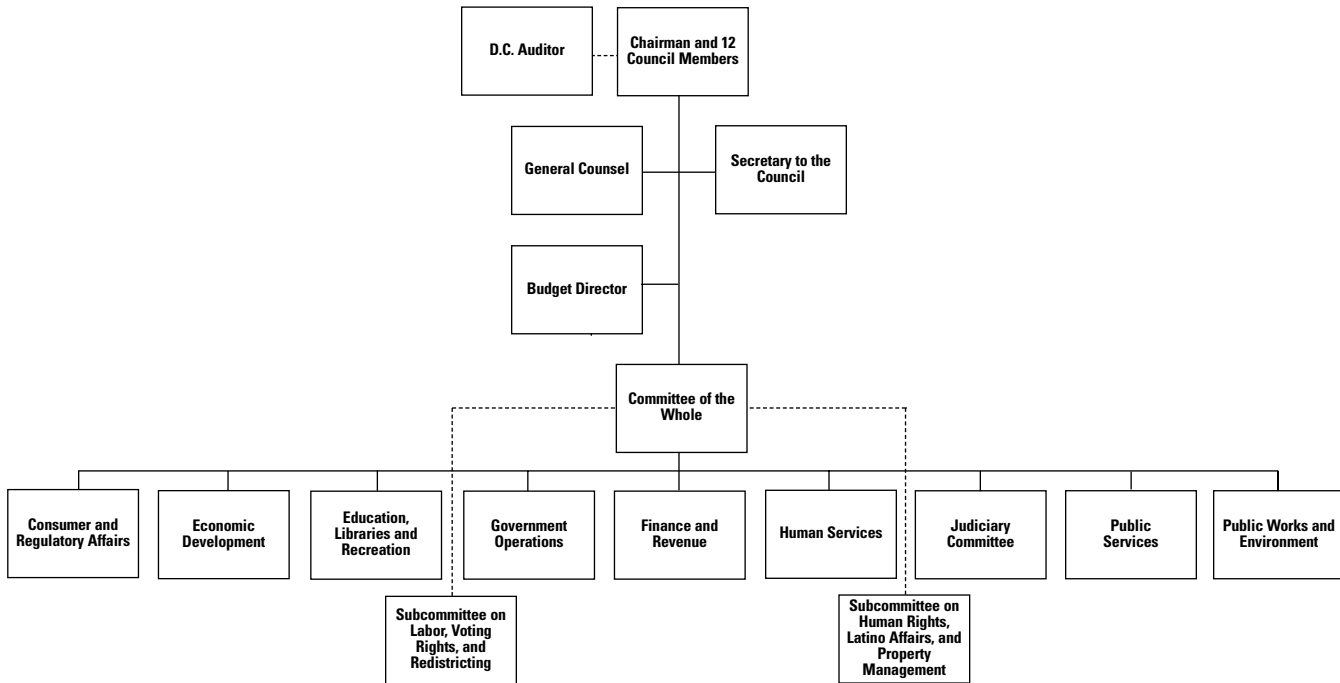 D.C. Auditor
Chairman and 12
Council Members
General Counsel
Secretary to the
Council
Budget Director
Committee of the
Whole
Consumer and
Regulatory Affairs
Economic
Development
Education,
Libraries and
Recreation
Government
Operations
Finance and
Revenue
Human Services
Judiciary
Committee
Public
Services
Public Works and
Environment
Subcommittee on
Labor, Voting
Rights, and
Redistricting
Subcommittee on
Human Rights,
Latino Affairs, and
Property
Management